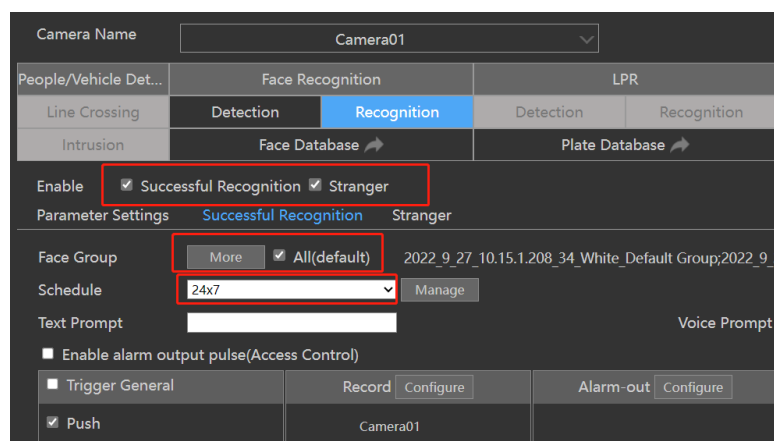 Camera Name Camera01
People/Vehicle Det... Face Recognition LPR
Line Crossing Detection Recognition Detection Recognition
Intrusion Face Database Plate Database
Enable Successful Recognition Stranger
Parameter Settings Successful Recognition Stranger
Face Group More All(default) 2022_9_27_10.15.1.208_34_White_Default Group;2022_9_
Schedule 24x7 Manage
Text Prompt Voice Prompt
Enable alarm output pulse(Access Control)
Trigger General Record Configure Alarm-out Configure
Push Camera01